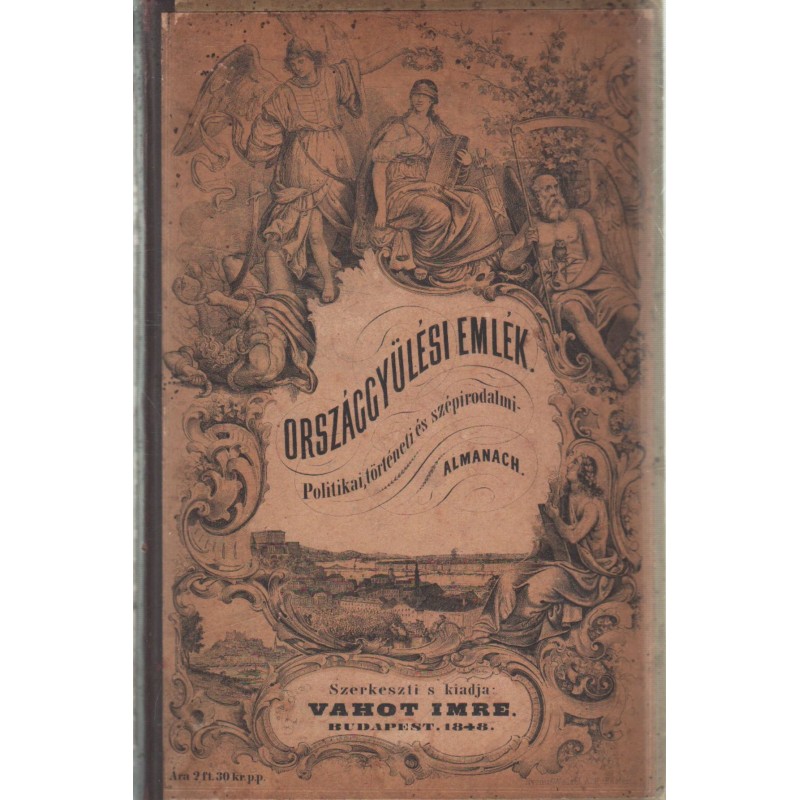 ORSZÁGGYÜLÉSI EMLÉK.
Politikai, történeti és szépirodalmi-
ALMANACH.
Szerkeszti s kiadja:
VAHOT IMRE.
BUDAPEST. 1848.
Ára 2 ft. 30 kr. p.p.